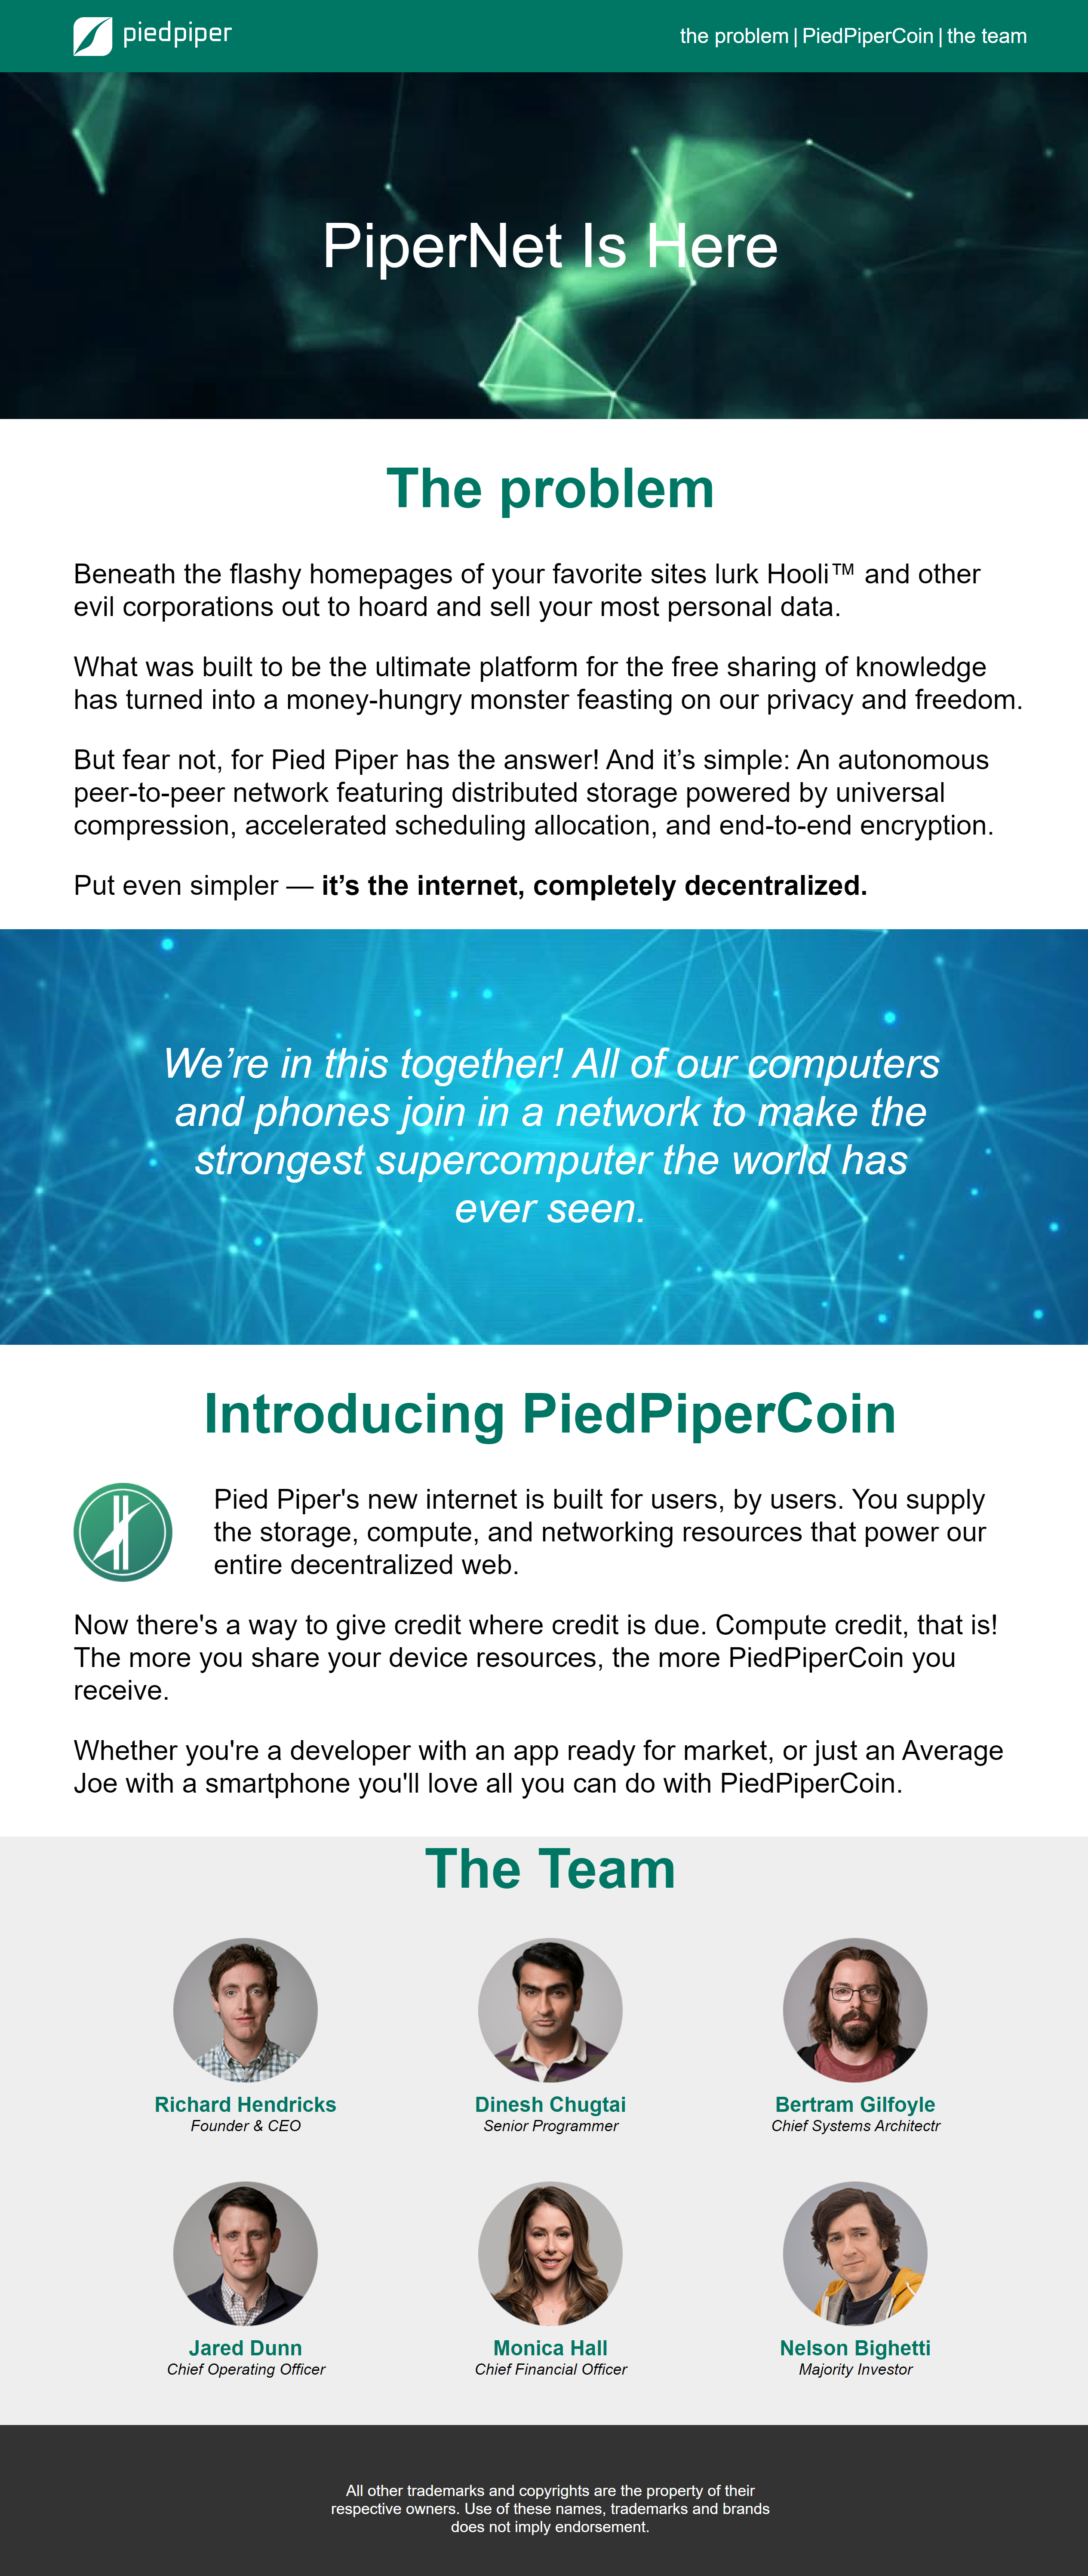 piedpiper
the problem | PiedPiperCoin | the team
PiperNet Is Here
The problem
Beneath the flashy homepages of your favorite sites lurk Hooli™ and other
evil corporations out to hoard and sell your most personal data.
What was built to be the ultimate platform for the free sharing of knowledge
has turned into a money-hungry monster feasting on our privacy and freedom.
But fear not, for Pied Piper has the answer! And it’s simple: An autonomous
peer-to-peer network featuring distributed storage powered by universal
compression, accelerated scheduling allocation, and end-to-end encryption.
Put even simpler — it’s the internet, completely decentralized.
We’re in this together! All of our computers
and phones join in a network to make the
strongest supercomputer the world has
ever seen.
Introducing PiedPiperCoin
Pied Piper's new internet is built for users, by users. You supply
the storage, compute, and networking resources that power our
entire decentralized web.
Now there's a way to give credit where credit is due. Compute credit, that is!
The more you share your device resources, the more PiedPiperCoin you
receive.
Whether you're a developer with an app ready for market, or just an Average
Joe with a smartphone you'll love all you can do with PiedPiperCoin.
The Team
Richard Hendricks
Founder & CEO
Dinesh Chugtai
Senior Programmer
Bertram Gilfoyle
Chief Systems Architectr
Jared Dunn
Chief Operating Officer
Monica Hall
Chief Financial Officer
Nelson Bighetti
Majority Investor
All other trademarks and copyrights are the property of their
respective owners. Use of these names, trademarks and brands
does not imply endorsement.